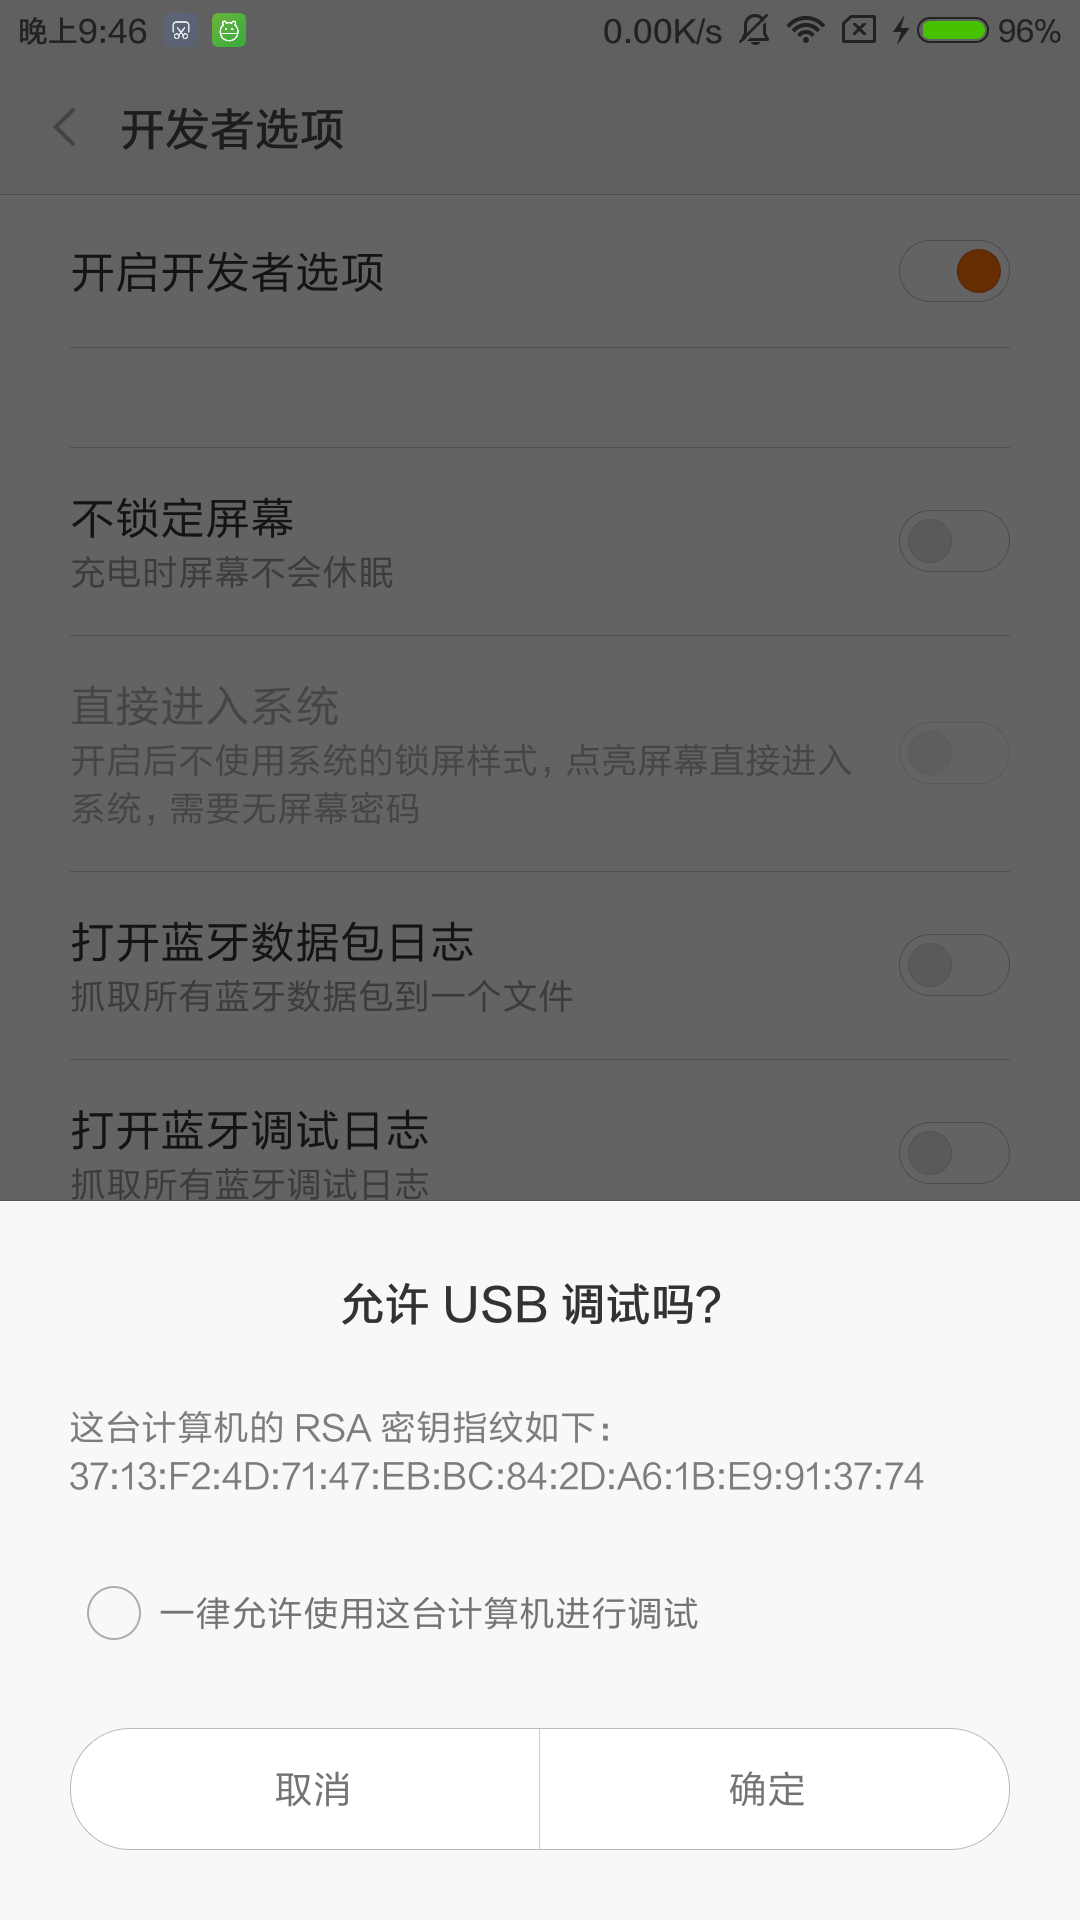 晚上9:46
0.00K/s
96%
开发者选项
开启开发者选项
不锁定屏幕
充电时屏幕不会休眠
直接进入系统
开启后不使用系统的锁屏样式，点亮屏幕直接进入
系统，需要无屏幕密码
打开蓝牙数据包日志
抓取所有蓝牙数据包到一个文件
打开蓝牙调试日志
抓取所有蓝牙调试日志
允许 USB 调试吗?
这台计算机的 RSA 密钥指纹如下：
37:13:F2:4D:71:47:EB:BC:84:2D:A6:1B:E9:91:37:74
一律允许使用这台计算机进行调试
取消
确定